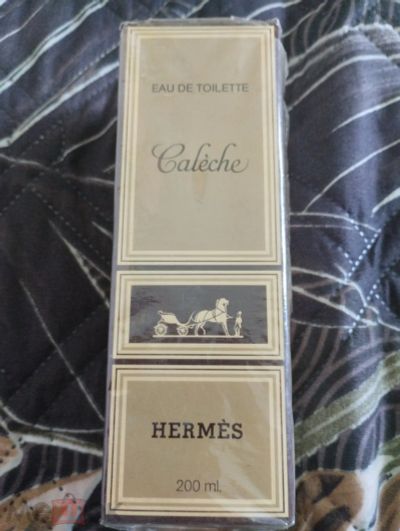 EAU DE TOILETTE
Calèche
HERMÈS
200 ml.